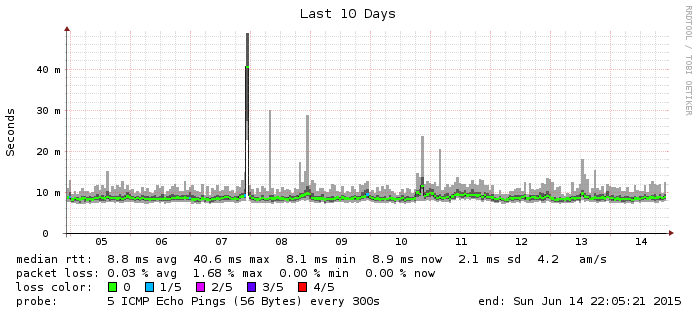 Last 10 Days
RRDTOOL / TOBI OETIKER
Seconds
40 m
30 m
20 m
10 m
0
05 06 07 08 09 10 11 12 13 14
median rtt: 8.8 ms avg 40.6 ms max 8.1 ms min 8.9 ms now 2.1 ms sd 4.2 am/s
packet loss: 0.03 % avg 1.68 % max 0.00 % min 0.00 % now
loss color: 0 1/5 2/5 3/5 4/5
probe: 5 ICMP Echo Pings (56 Bytes) every 300s end: Sun Jun 14 22:05:21 2015